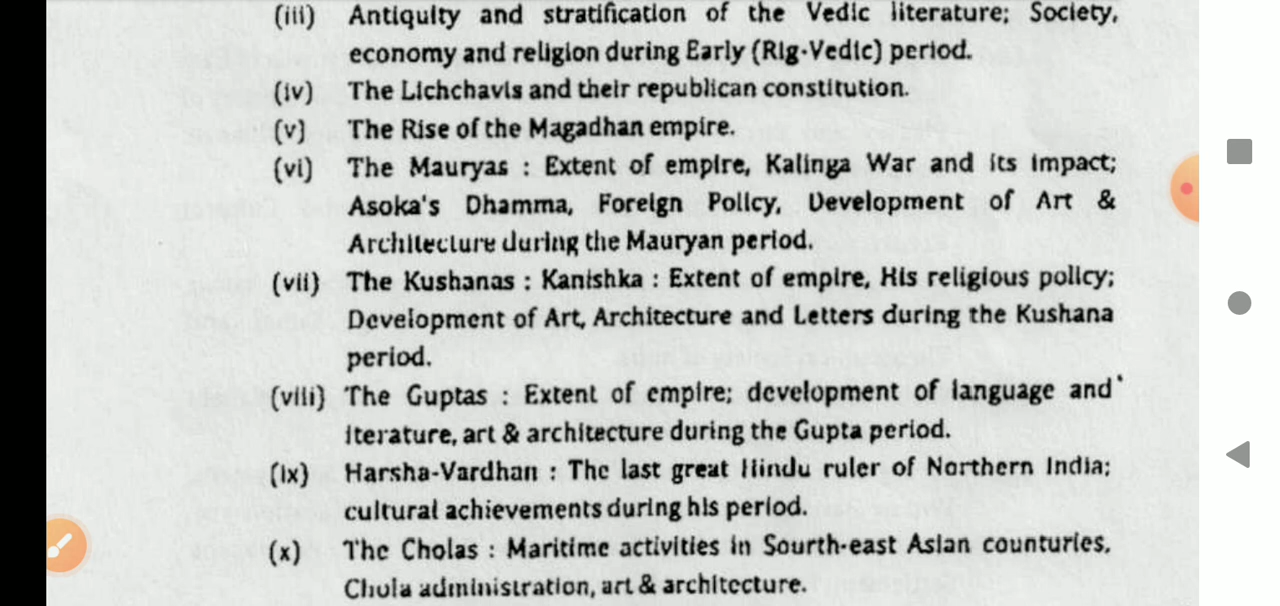 (iii) Antiquity and stratification of the Vedic literature; Society,
economy and religion during Early (Rig-Vedic) period.
(iv) The Lichchavis and their republican constitution.
(v) The Rise of the Magadhan empire.
(vi) The Mauryas : Extent of empire, Kalinga War and its impact;
Asoka's Dhamma, Foreign Policy, Development of Art &
Architecture during the Mauryan period.
(vii) The Kushanas : Kanishka : Extent of empire, His religious policy;
Development of Art, Architecture and Letters during the Kushana
period.
(viii) The Guptas : Extent of empire; development of language and
iterature, art & architecture during the Gupta period.
(ix) Harsha-Vardhan : The last great Hindu ruler of Northern India;
cultural achievements during his period.
(x) The Cholas : Maritime activities in Sourth-east Asian counturies,
Chola administration, art & architecture.